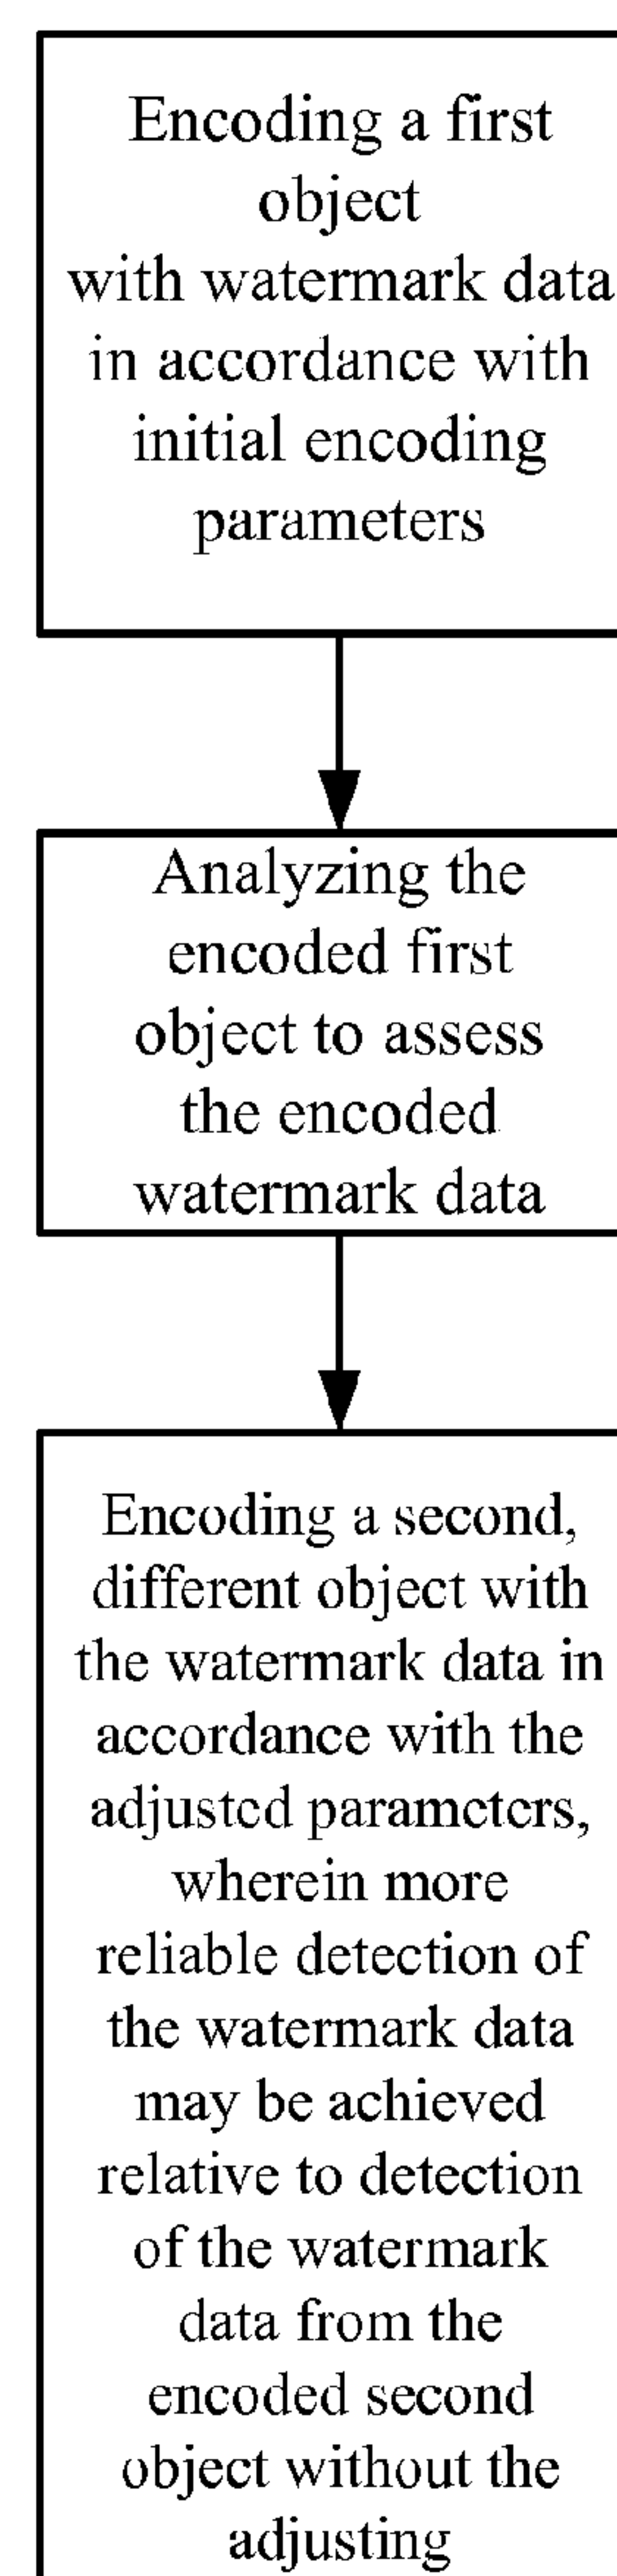 Encoding a first
object
with watermark data
in accordance with
initial encoding
parameters
Analyzing the
encoded first
object to assess
the encoded
watermark data
Encoding a second,
different object with
the watermark data in
accordance with the
adjusted parameters,
wherein more
reliable detection of
the watermark data
may be achieved
relative to detection
of the watermark
data from the
encoded second
object without the
adjusting